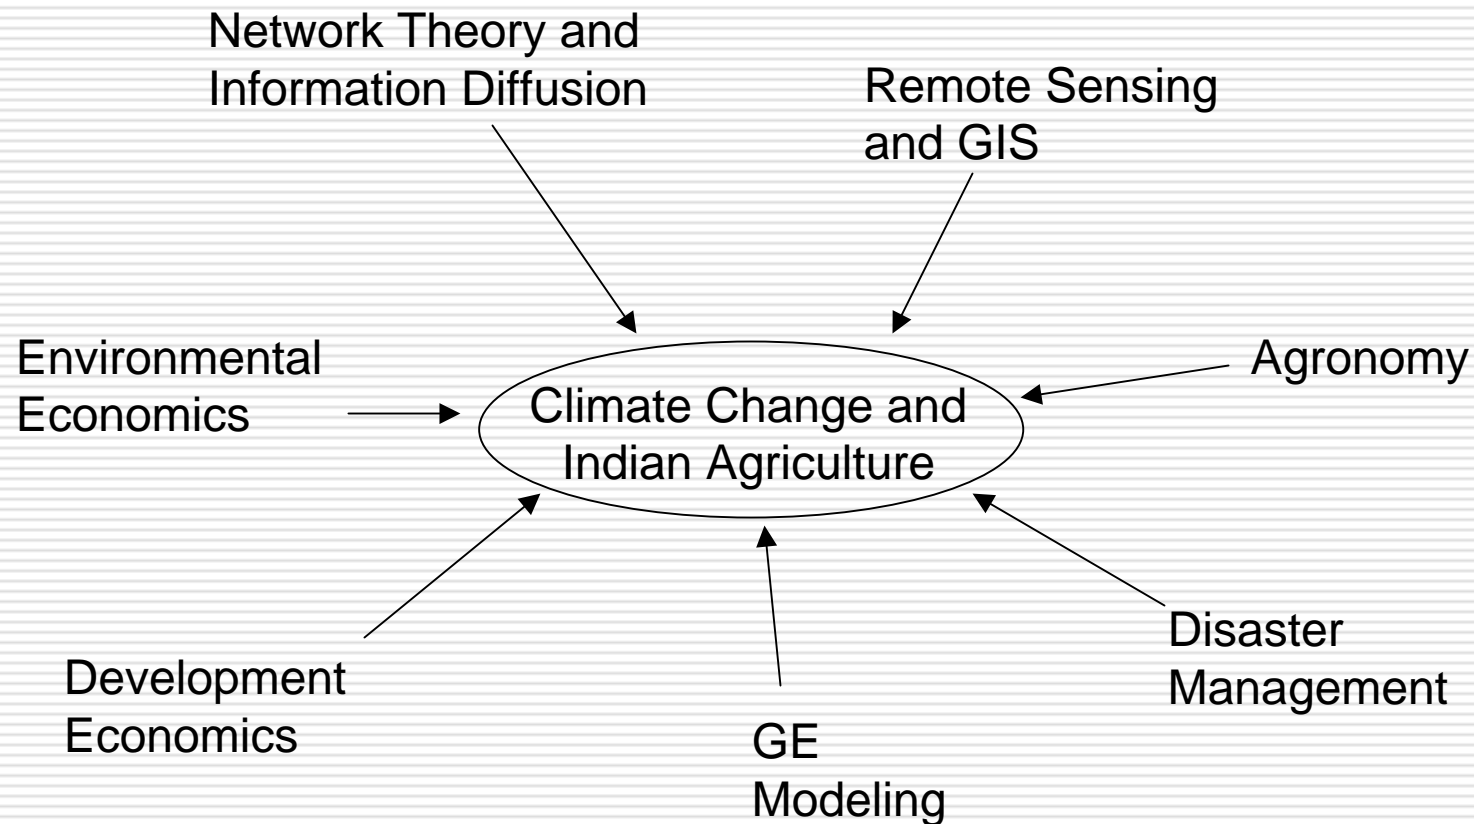 Network Theory and
Information Diffusion
Remote Sensing
and GIS
Environmental
Economics
Climate Change and
Indian Agriculture
Agronomy
Development
Economics
GE
Modeling
Disaster
Management